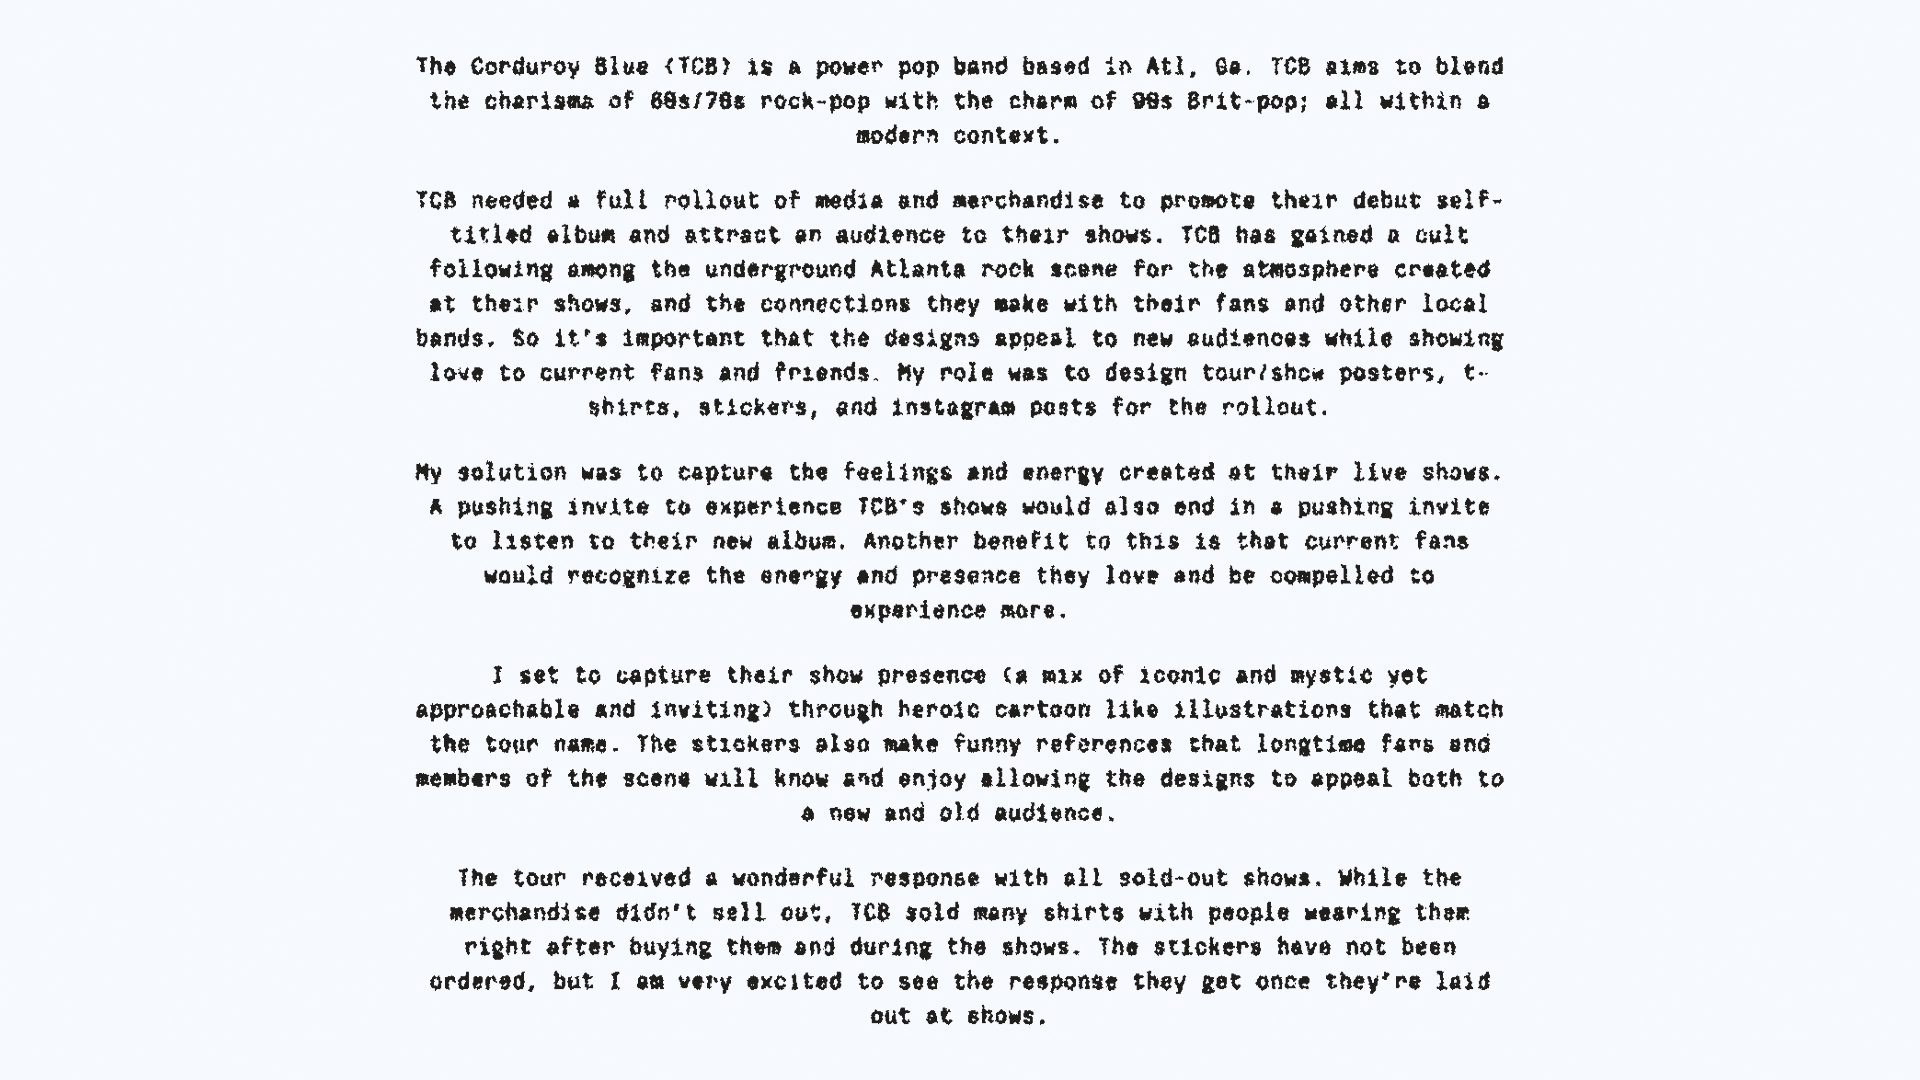 The Corduroy Blue (TCB) is a power pop band based in Atl, Ga. TCB aims to blend
the charisma of 60s/70s rock-pop with the charm of 90s Brit-pop; all within a
modern context.
TCB needed a full rollout of media and merchandise to promote their debut self-
titled album and attract an audience to their shows. TCB has gained a cult
following among the underground Atlanta rock scene for the atmosphere created
at their shows, and the connections they make with their fans and other local
bands. So it's important that the designs appeal to new audiences while showing
love to current fans and friends. My role was to design tour/show posters, t-
shirts, stickers, and instagram posts for the rollout.
My solution was to capture the feelings and energy created at their live shows.
A pushing invite to experience TCB's shows would also end in a pushing invite
to listen to their new album. Another benefit to this is that current fans
would recognize the energy and presence they love and be compelled to
experience more.
I set to capture their show presence (a mix of iconic and mystic yet
approachable and inviting) through heroic cartoon like illustrations that match
the tour name. The stickers also make funny references that longtime fans and
members of the scene will know and enjoy allowing the designs to appeal both to
a new and old audience.
The tour received a wonderful response with all sold-out shows. While the
merchandise didn't sell out, TCB sold many shirts with people wearing them
right after buying them and during the shows. The stickers have not been
ordered, but I am very excited to see the response they get once they're laid
out at shows.